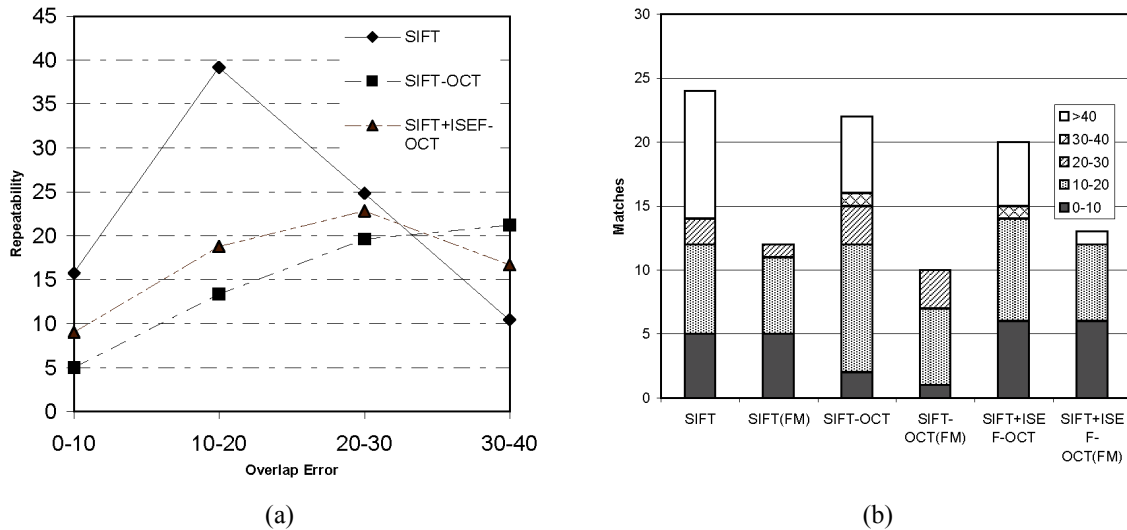 45
40
35
30
25
20
15
10
5
0
Repeatability
SIFT
SIFT-OCT
SIFT+ISEF-
OCT
0-10
10-20
20-30
30-40
Overlap Error
(a)
30
25
20
15
10
5
0
Matches
>40
30-40
20-30
10-20
0-10
SIFT
SIFT(FM)
SIFT-OCT
SIFT-
OCT(FM)
SIFT+ISE
F-OCT
SIFT+ISE
F-
OCT(FM)
(b)